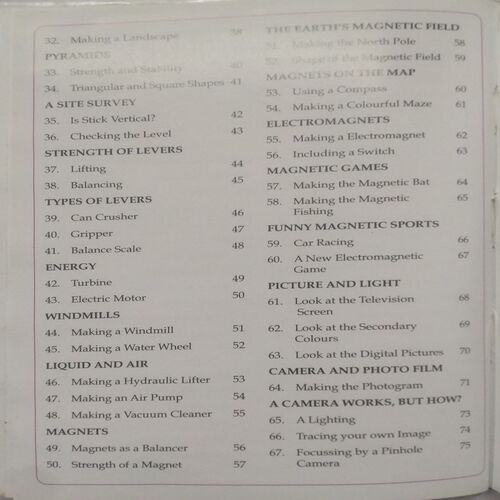 32. Making a Landscape 38
PYRAMIDS
33. Strength and Stability 40
34. Triangular and Square Shapes 41
A SITE SURVEY
35. Is Stick Vertical? 42
36. Checking the Level 43
STRENGTH OF LEVERS
37. Lifting 44
38. Balancing 45
TYPES OF LEVERS
39. Can Crusher 46
40. Gripper 47
41. Balance Scale 48
ENERGY
42. Turbine 49
43. Electric Motor 50
WINDMILLS
44. Making a Windmill 51
45. Making a Water Wheel 52
LIQUID AND AIR
46. Making a Hydraulic Lifter 53
47. Making an Air Pump 54
48. Making a Vacuum Cleaner 55
MAGNETS
49. Magnets as a Balancer 56
50. Strength of a Magnet 57
THE EARTH'S MAGNETIC FIELD
51. Making the North Pole 58
52. Shape of the Magnetic Field 59
MAGNETS ON THE MAP
53. Using a Compass 60
54. Making a Colourful Maze 61
ELECTROMAGNETS
55. Making a Electromagnet 62
56. Including a Switch 63
MAGNETIC GAMES
57. Making the Magnetic Bat 64
58. Making the Magnetic 65
Fishing
FUNNY MAGNETIC SPORTS
59. Car Racing 66
60. A New Electromagnetic 67
Game
PICTURE AND LIGHT
61. Look at the Television 68
Screen
62. Look at the Secondary 69
Colours
63. Look at the Digital Pictures 70
CAMERA AND PHOTO FILM
64. Making the Photogram 71
A CAMERA WORKS, BUT HOW?
65. A Lighting 73
66. Tracing your own Image 74
67. Focussing by a Pinhole 75
Camera